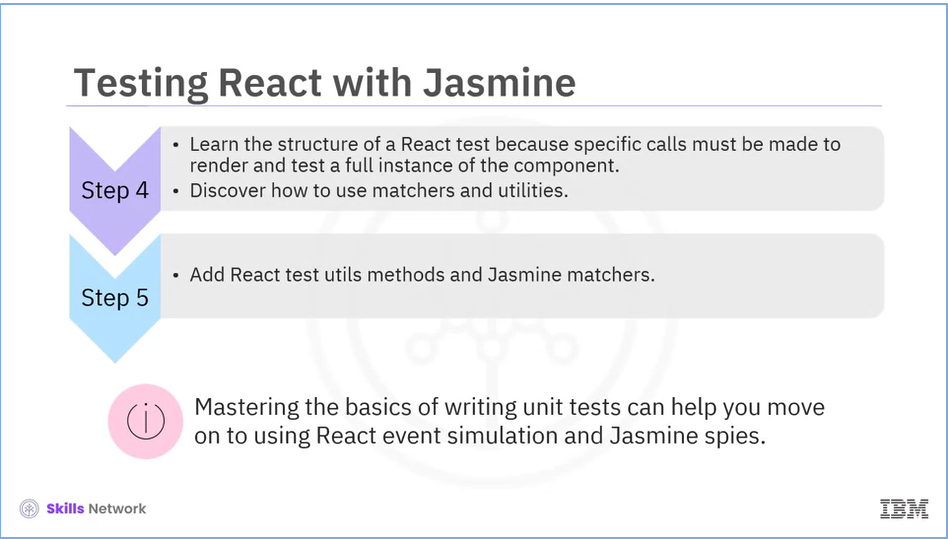 Testing React with Jasmine
Step 4
• Learn the structure of a React test because specific calls must be made to
render and test a full instance of the component.
• Discover how to use matchers and utilities.
Step 5
• Add React test utils methods and Jasmine matchers.
Mastering the basics of writing unit tests can help you move
on to using React event simulation and Jasmine spies.
Skills Network
IBM